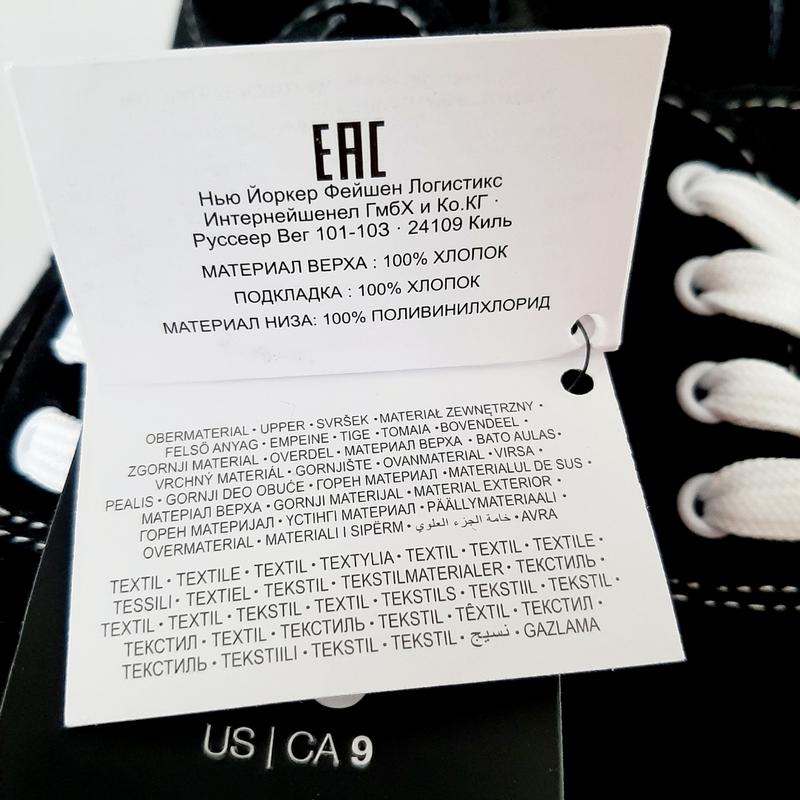 EAC
Нью Йоркер Фейшен Логистикс
Интернейшенел ГмбХ и Ко.КГ ·
Руссеер Вег 101-103 · 24109 Киль
МАТЕРИАЛ ВЕРХА : 100% ХЛОПОК
ПОДКЛАДКА : 100% ХЛОПОК
МАТЕРИАЛ НИЗА: 100% ПОЛИВИНИЛХЛОРИД
OBERMATERIAL · UPPER · SVRŠEK · MATERIAŁ ZEWNĘTRZNY ·
FELSŐ ANYAG · EMPEINE · TIGE · TOMAIA · BOVENDEEL ·
ZGORNJI MATERIAL · OVERDEL · МАТЕРИАЛ ВЕРХА · BATO AULAS ·
VRCHNÝ MATERIÁL · GORNJIŠTE · OVANMATERIAL · VIRSA ·
PEALIS · GORNJI DEO OBUĆE · ГОРЕН МАТЕРИАЛ · MATERIALUL DE SUS ·
МАТЕРІАЛ ВЕРХА · GORNJI MATERIJAL · MATERIAL EXTERIOR ·
ГОРЕН МАТЕРИЈАЛ · ҮСТІНГІ МАТЕРИАЛ · PÄÄLLYMATERIAALI ·
OVERMATERIAL · MATERIALI I SIPËRM · خامة الجزء العلوي · AVRA
TEXTIL · TEXTILE · TEXTIL · TEXTYLIA · TEXTIL · TEXTIL · TEXTILE ·
TESSILI · TEXTIEL · TEKSTIL · TEKSTILMATERIALER · ТЕКСТИЛЬ ·
TEXTIL · TEXTIL · TEKSTIL · TEXTIL · TEKSTILS · TEKSTIIL · TEKSTIL ·
ТЕКСТИЛ · TEXTIL · ТЕКСТИЛЬ · TEKSTIL · TÊXTIL · ТЕКСТИЛ ·
ТЕКСТИЛЬ · TEKSTIILI · TEKSTIL · TEKSTIL · نسيج · GAZLAMA
US | CA 9